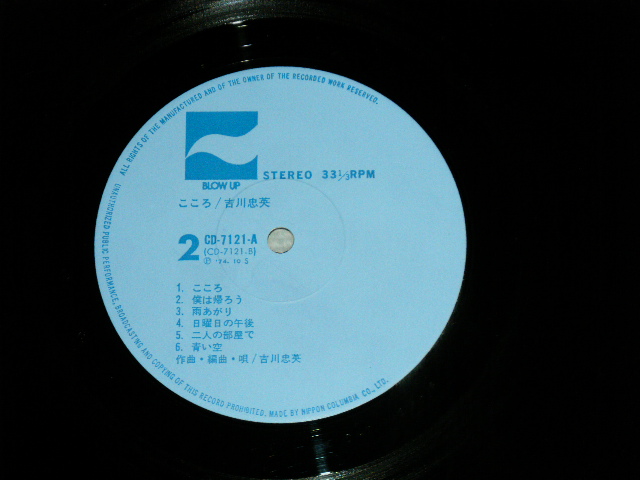 ALL RIGHTS OF THE MANUFACTURED AND OF THE OWNER OF THE RECORDED WORK RESERVED.
BLOW UP
STEREO 33⅓RPM
こころ/吉川忠英
2
CD-7121-A
(CD-7121-B)
Ⓟ '74.10 S
1. こころ
2. 僕は帰ろう
3. 雨あがり
4. 日曜日の午後
5. 二人の部屋で
6. 青い空
作曲・編曲・唄/吉川忠英
UNAUTHORIZED PUBLIC PERFORMANCE, BROADCASTING AND COPYING OF THIS RECORD PROHIBITED. MADE BY NIPPON COLUMBIA CO., LTD.